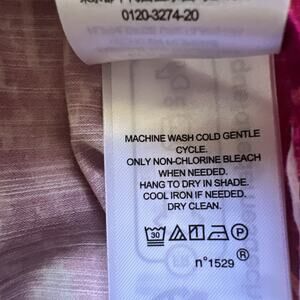 0120-3274-20
MACHINE WASH COLD GENTLE
CYCLE.
ONLY NON-CHLORINE BLEACH
WHEN NEEDED.
HANG TO DRY IN SHADE.
COOL IRON IF NEEDED.
DRY CLEAN.
30 P
n°1529 ®